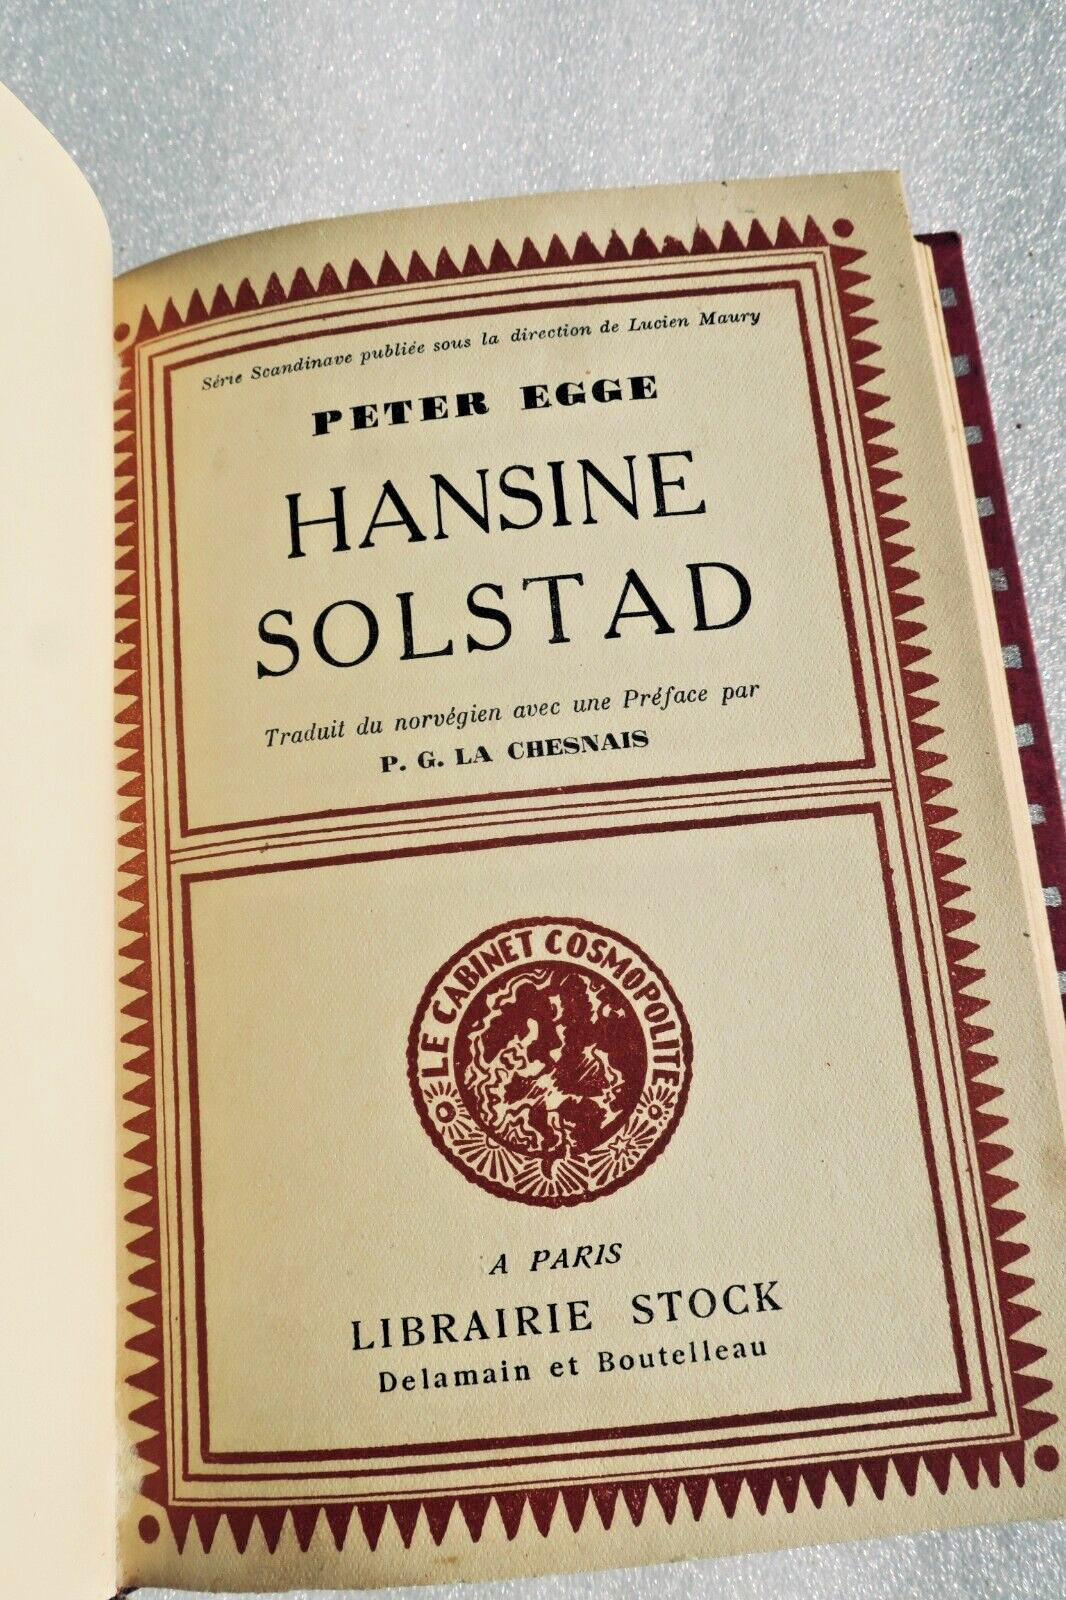 Série Scandinave publiée sous la direction de Lucien Maury
PETER EGGE
HANSINE
SOLSTAD
Traduit du norvégien avec une Préface par
P. G. LA CHESNAIS
LE CABINET COSMOPOLITE
A PARIS
LIBRAIRIE STOCK
Delamain et Boutelleau